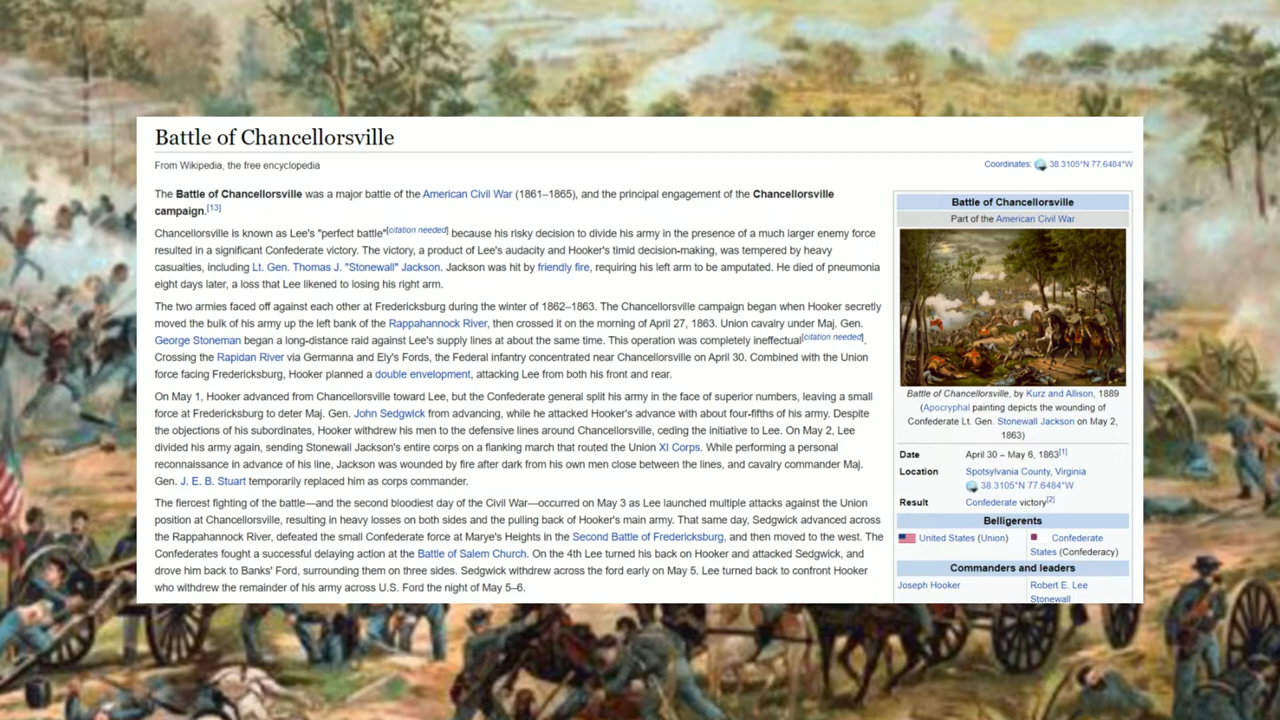 Battle of Chancellorsville
From Wikipedia, the free encyclopedia
Coordinates: 38.3105°N 77.6484°W
The Battle of Chancellorsville was a major battle of the American Civil War (1861–1865), and the principal engagement of the Chancellorsville
campaign.[13]
Chancellorsville is known as Lee's "perfect battle"[citation needed] because his risky decision to divide his army in the presence of a much larger enemy force
resulted in a significant Confederate victory. The victory, a product of Lee's audacity and Hooker's timid decision-making, was tempered by heavy
casualties, including Lt. Gen. Thomas J. "Stonewall" Jackson. Jackson was hit by friendly fire, requiring his left arm to be amputated. He died of pneumonia
eight days later, a loss that Lee likened to losing his right arm.
The two armies faced off against each other at Fredericksburg during the winter of 1862–1863. The Chancellorsville campaign began when Hooker secretly
moved the bulk of his army up the left bank of the Rappahannock River, then crossed it on the morning of April 27, 1863. Union cavalry under Maj. Gen.
George Stoneman began a long-distance raid against Lee's supply lines at about the same time. This operation was completely ineffectual[citation needed].
Crossing the Rapidan River via Germanna and Ely's Fords, the Federal infantry concentrated near Chancellorsville on April 30. Combined with the Union
force facing Fredericksburg, Hooker planned a double envelopment, attacking Lee from both his front and rear.
On May 1, Hooker advanced from Chancellorsville toward Lee, but the Confederate general split his army in the face of superior numbers, leaving a small
force at Fredericksburg to deter Maj. Gen. John Sedgwick from advancing, while he attacked Hooker's advance with about four-fifths of his army. Despite
the objections of his subordinates, Hooker withdrew his men to the defensive lines around Chancellorsville, ceding the initiative to Lee. On May 2, Lee
divided his army again, sending Stonewall Jackson's entire corps on a flanking march that routed the Union XI Corps. While performing a personal
reconnaissance in advance of his line, Jackson was wounded by fire after dark from his own men close between the lines, and cavalry commander Maj.
Gen. J. E. B. Stuart temporarily replaced him as corps commander.
The fiercest fighting of the battle—and the second bloodiest day of the Civil War—occurred on May 3 as Lee launched multiple attacks against the Union
position at Chancellorsville, resulting in heavy losses on both sides and the pulling back of Hooker's main army. That same day, Sedgwick advanced across
the Rappahannock River, defeated the small Confederate force at Marye's Heights in the Second Battle of Fredericksburg, and then moved to the west. The
Confederates fought a successful delaying action at the Battle of Salem Church. On the 4th Lee turned his back on Hooker and attacked Sedgwick, and
drove him back to Banks' Ford, surrounding them on three sides. Sedgwick withdrew across the ford early on May 5. Lee turned back to confront Hooker
who withdrew the remainder of his army across U.S. Ford the night of May 5–6.
Battle of Chancellorsville
Part of the American Civil War
Battle of Chancellorsville, by Kurz and Allison, 1889
(Apocryphal painting depicts the wounding of
Confederate Lt. Gen. Stonewall Jackson on May 2,
1863)
Date April 30 – May 6, 1863[1]
Location Spotsylvania County, Virginia
38.3105°N 77.6484°W
Result Confederate victory[2]
Belligerents
United States (Union) Confederate
States (Confederacy)
Commanders and leaders
Joseph Hooker Robert E. Lee
Stonewall